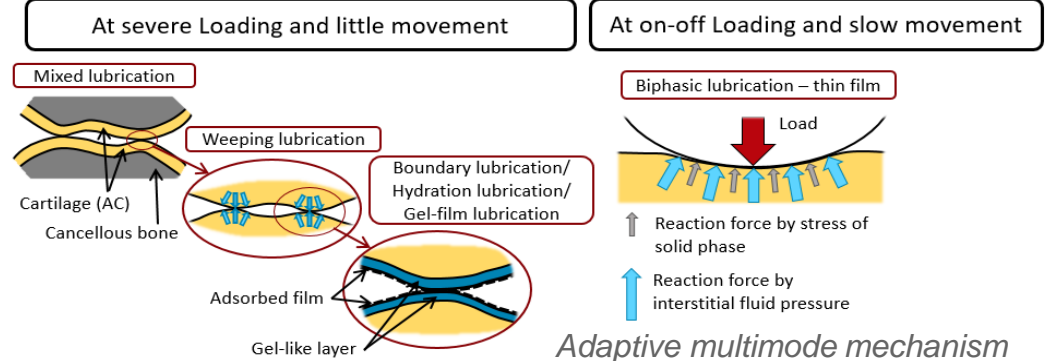 At severe Loading and little movement
Mixed lubrication
Weeping lubrication
Boundary lubrication/
Hydration lubrication/
Gel-film lubrication
Cartilage (AC)
Cancellous bone
Adsorbed film
Gel-like layer
At on-off Loading and slow movement
Biphasic lubrication – thin film
Load
Reaction force by stress of
solid phase
Reaction force by
interstitial fluid pressure
Adaptive multimode mechanism